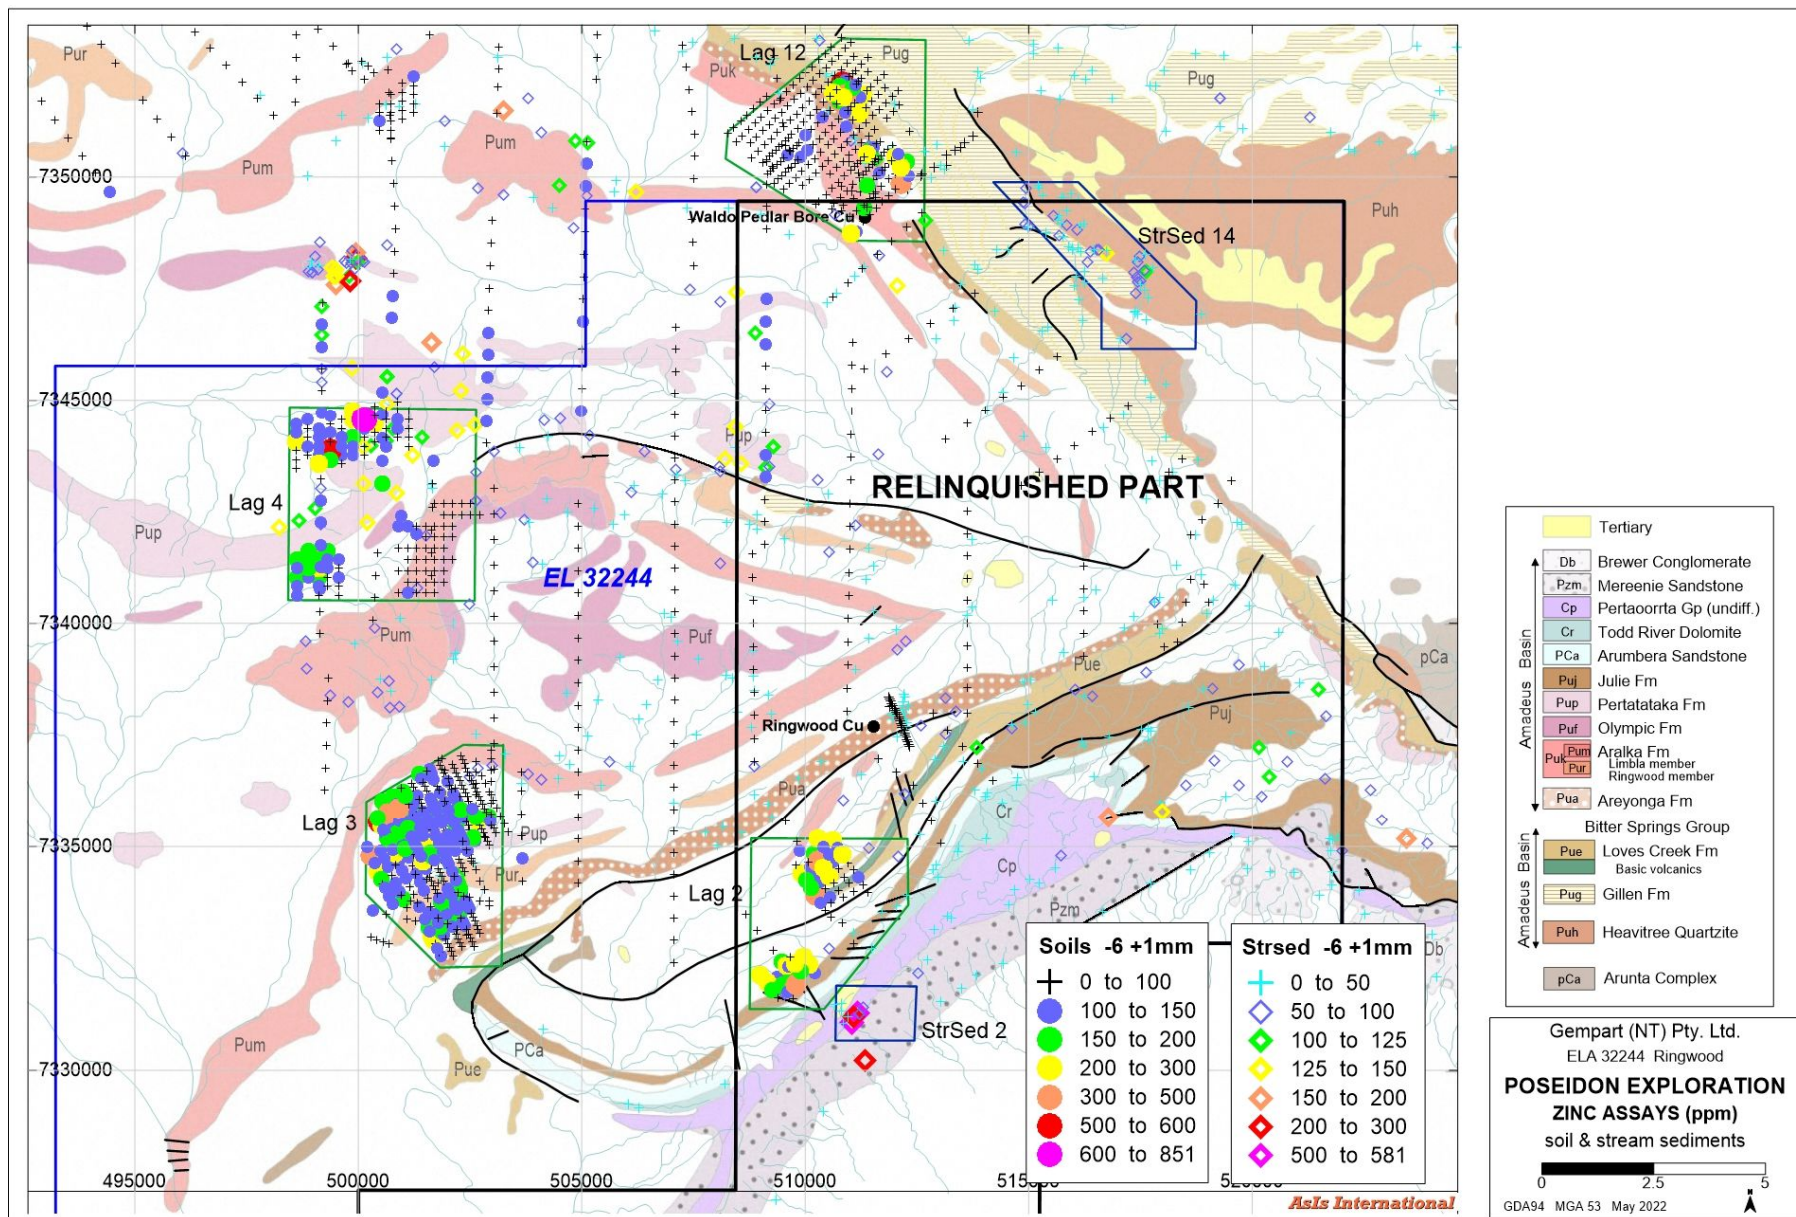 Pur
Lag 12
Pug
Puk
Pug
Pum
Pum
7350000
Puh
Puh
Waldo Pedlar Bore Cu
StrSed 14
7345000
Pup
RELINQUISHED PART
Lag 4
Pup
EL 32244
7340000
Pum
Puf
Pue
pCa
Puj
Ringwood Cu
Pua
Cr
Lag 3
Pup
7335000
Pur
Cp
Lag 2
Pzm
Db
StrSed 2
Pum
PCa
Pue
7330000
495000
500000
505000
510000
Soils -6 +1mm
0 to 100
100 to 150
150 to 200
200 to 300
300 to 500
500 to 600
600 to 851
Strsed -6 +1mm
0 to 50
50 to 100
100 to 125
125 to 150
150 to 200
200 to 300
500 to 581
AsIs International
Tertiary
Amadeus Basin
Db Brewer Conglomerate
Pzm Mereenie Sandstone
Cp Pertaoorrta Gp (undiff.)
Cr Todd River Dolomite
PCa Arumbera Sandstone
Puj Julie Fm
Pup Pertatataka Fm
Puf Olympic Fm
Puk Pum Aralka Fm
Limbla member
Pur Ringwood member
Pua Areyonga Fm
Amadeus Basin
Bitter Springs Group
Pue Loves Creek Fm
Basic volcanics
Pug Gillen Fm
Puh Heavitree Quartzite
pCa Arunta Complex
Gempart (NT) Pty. Ltd.
ELA 32244 Ringwood
POSEIDON EXPLORATION
ZINC ASSAYS (ppm)
soil & stream sediments
0 2.5 5
GDA94 MGA 53 May 2022
N